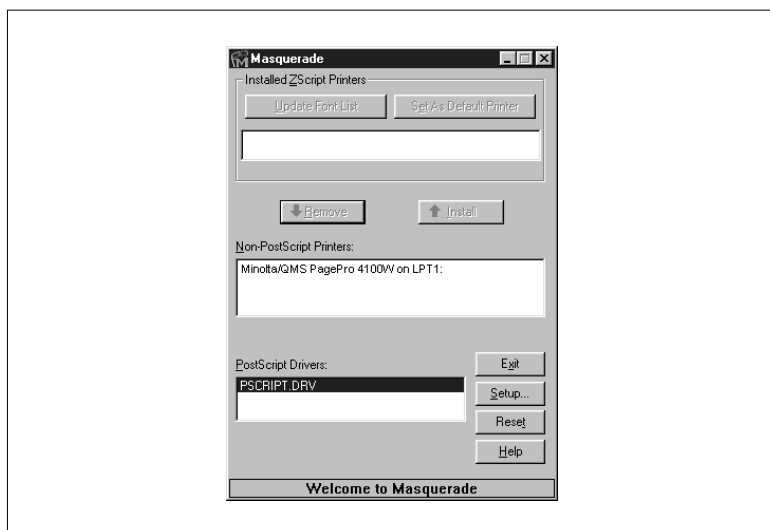 Masquerade
Installed ZScript Printers
Update Font List
Set As Default Printer
Remove
Install
Non-PostScript Printers:
Minolta/QMS PagePro 4100W on LPT1:
PostScript Drivers:
PSCRIPT.DRV
Exit
Setup...
Reset
Help
Welcome to Masquerade